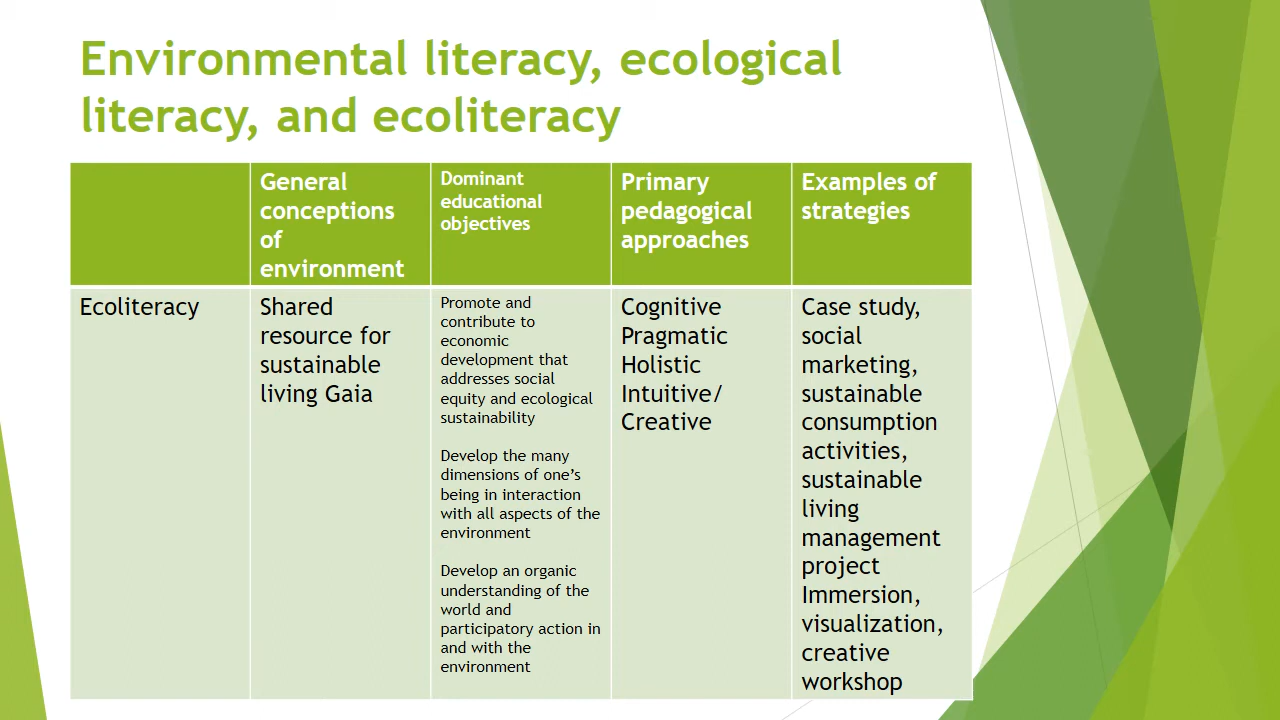 Environmental literacy, ecological
literacy, and ecoliteracy
General
conceptions
of
environment
Dominant
educational
objectives
Primary
pedagogical
approaches
Examples of
strategies
Ecoliteracy
Shared
resource for
sustainable
living Gaia
Promote and
contribute to
economic
development that
addresses social
equity and ecological
sustainability
Develop the many
dimensions of one’s
being in interaction
with all aspects of the
environment
Develop an organic
understanding of the
world and
participatory action in
and with the
environment
Cognitive
Pragmatic
Holistic
Intuitive/
Creative
Case study,
social
marketing,
sustainable
consumption
activities,
sustainable
living
management
project
Immersion,
visualization,
creative
workshop